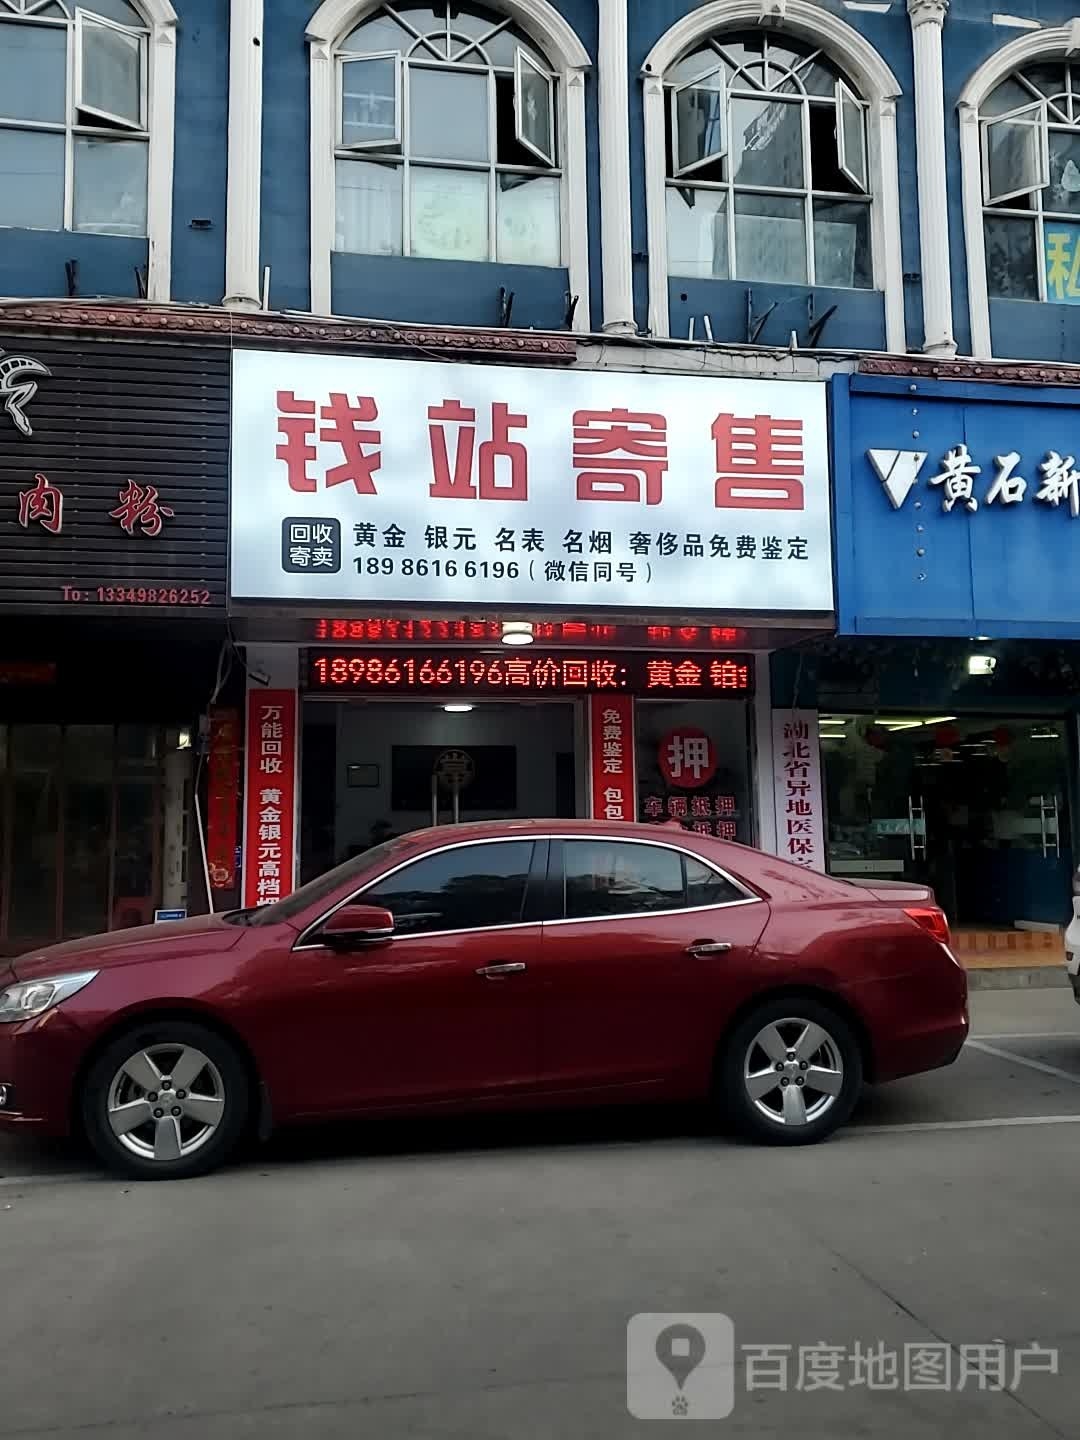 私
钱站寄售
回收
寄卖
黄金 银元 名表 名烟 奢侈品免费鉴定
189 8616 6196（微信同号）
肉 粉
To: 13349826252
黄石新
18986166196高价回收：黄金 铂
万能回收 黄金银元高档
免费鉴定 包包
押
车辆抵押
抵押
湖北省异地医保
百度地图用户